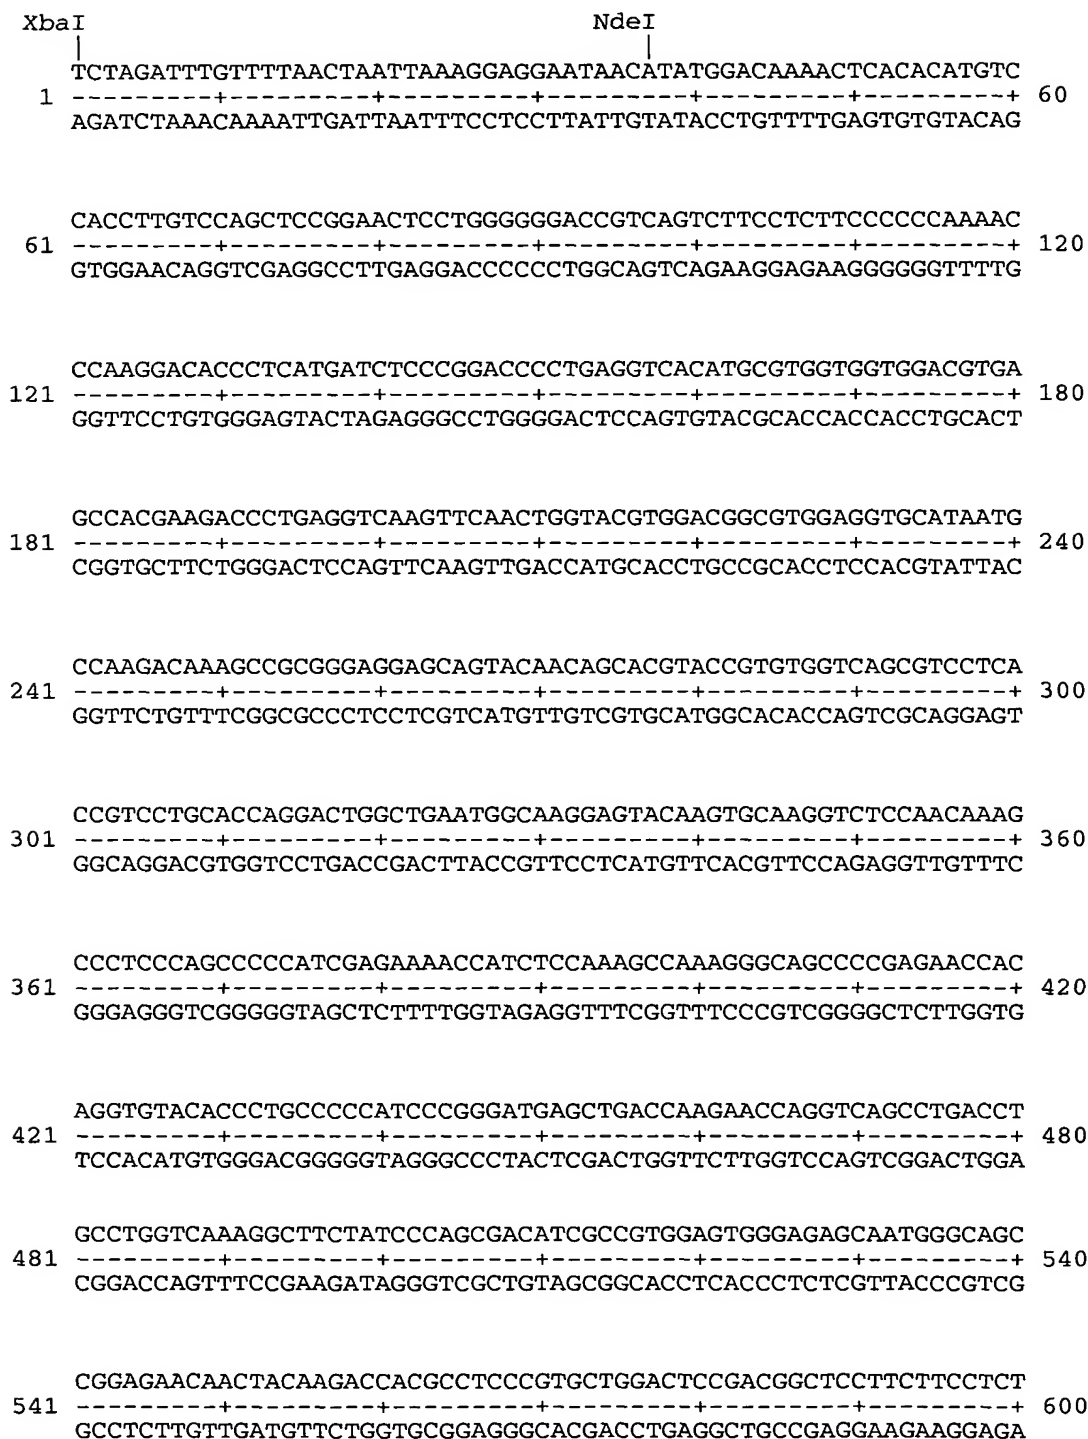 XbaI NdeI
TCTAGATTTGTTTTAACTAATTAAAGGAGGAATAACATATGGACAAAACTCACACATGTC
1 ---------+---------+---------+---------+---------+---------+ 60
AGATCTAAACAAAATTGATTAATTTCCTCCTTATTGTATACCTGTTTTGAGTGTGTACAG
CACCTTGTCCAGCTCCGGAACTCCTGGGGGGACCGTCAGTCTTCCTCTTCCCCCCAAAAC
61 ---------+---------+---------+---------+---------+---------+ 120
GTGGAACAGGTCGAGGCCTTGAGGACCCCCCTGGCAGTCAGAAGGAGAAGGGGGGTTTTG
CCAAGGACACCCTCATGATCTCCCGGACCCCTGAGGTCACATGCGTGGTGGTGGACGTGA
121 ---------+---------+---------+---------+---------+---------+ 180
GGTTCCTGTGGGAGTACTAGAGGGCCTGGGGACTCCAGTGTACGCACCACCACCTGCACT
GCCACGAAGACCCTGAGGTCAAGTTCAACTGGTACGTGGACGGCGTGGAGGTGCATAATG
181 ---------+---------+---------+---------+---------+---------+ 240
CGGTGCTTCTGGGACTCCAGTTCAAGTTGACCATGCACCTGCCGCACCTCCACGTATTAC
CCAAGACAAAGCCGCGGGAGGAGCAGTACAACAGCACGTACCGTGTGGTCAGCGTCCTCA
241 ---------+---------+---------+---------+---------+---------+ 300
GGTTCTGTTTCGGCGCCCTCCTCGTCATGTTGTCGTGCATGGCACACCAGTCGCAGGAGT
CCGTCCTGCACCAGGACTGGCTGAATGGCAAGGAGTACAAGTGCAAGGTCTCCAACAAAG
301 ---------+---------+---------+---------+---------+---------+ 360
GGCAGGACGTGGTCCTGACCGACTTACCGTTCCTCATGTTCACGTTCCAGAGGTTGTTTC
CCCTCCCAGCCCCCATCGAGAAAACCATCTCCAAAGCCAAAGGGCAGCCCCGAGAACCAC
361 ---------+---------+---------+---------+---------+---------+ 420
GGGAGGGTCGGGGGTAGCTCTTTTGGTAGAGGTTTCGGTTTCCCGTCGGGGCTCTTGGTG
AGGTGTACACCCTGCCCCCATCCCGGGATGAGCTGACCAAGAACCAGGTCAGCCTGACCT
421 ---------+---------+---------+---------+---------+---------+ 480
TCCACATGTGGGACGGGGGTAGGGCCCTACTCGACTGGTTCTTGGTCCAGTCGGACTGGA
GCCTGGTCAAAGGCTTCTATCCCAGCGACATCGCCGTGGAGTGGGAGAGCAATGGGCAGC
481 ---------+---------+---------+---------+---------+---------+ 540
CGGACCAGTTTCCGAAGATAGGGTCGCTGTAGCGGCACCTCACCCTCTCGTTACCCGTCG
CGGAGAACAACTACAAGACCACGCCTCCCGTGCTGGACTCCGACGGCTCCTTCTTCCTCT
541 ---------+---------+---------+---------+---------+---------+ 600
GCCTCTTGTTGATGTTCTGGTGCGGAGGGCACGACCTGAGGCTGCCGAGGAAGAAGGAGA